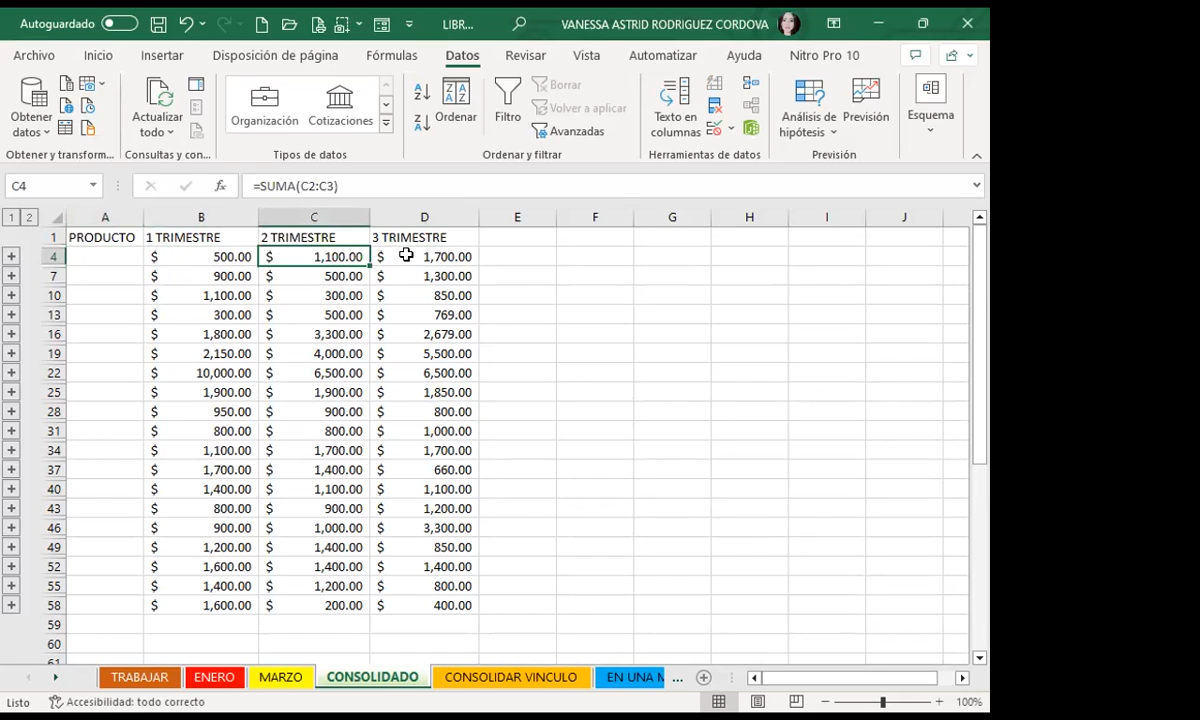 Autoguardado LIBR... VANESSA ASTRID RODRIGUEZ CORDOVA
Archivo Inicio Insertar Disposición de página Fórmulas Datos Revisar Vista Automatizar Ayuda Nitro Pro 10
Obtener datos Actualizar todo Organización Cotizaciones Ordenar Filtro Borrar Volver a aplicar Avanzadas Texto en columnas Análisis de hipótesis Previsión Esquema
Obtener y transform... Consultas y con... Tipos de datos Ordenar y filtrar Herramientas de datos Previsión
C4 fx =SUMA(C2:C3)
1 2 A B C D E F G H I J
1 PRODUCTO 1 TRIMESTRE 2 TRIMESTRE 3 TRIMESTRE
4 $ 500.00 $ 1,100.00 $ 1,700.00
7 $ 900.00 $ 500.00 $ 1,300.00
10 $ 1,100.00 $ 300.00 $ 850.00
13 $ 300.00 $ 500.00 $ 769.00
16 $ 1,800.00 $ 3,300.00 $ 2,679.00
19 $ 2,150.00 $ 4,000.00 $ 5,500.00
22 $ 10,000.00 $ 6,500.00 $ 6,500.00
25 $ 1,900.00 $ 1,900.00 $ 1,850.00
28 $ 950.00 $ 900.00 $ 800.00
31 $ 800.00 $ 800.00 $ 1,000.00
34 $ 1,100.00 $ 1,700.00 $ 1,700.00
37 $ 1,700.00 $ 1,400.00 $ 660.00
40 $ 1,400.00 $ 1,100.00 $ 1,100.00
43 $ 800.00 $ 900.00 $ 1,200.00
46 $ 900.00 $ 1,000.00 $ 3,300.00
49 $ 1,200.00 $ 1,400.00 $ 850.00
52 $ 1,600.00 $ 1,400.00 $ 1,400.00
55 $ 1,400.00 $ 1,200.00 $ 800.00
58 $ 1,600.00 $ 200.00 $ 400.00
59
60
61
TRABAJAR ENERO MARZO CONSOLIDADO CONSOLIDAR VINCULO EN UNA M ...
Listo Accesibilidad: todo correcto 100%